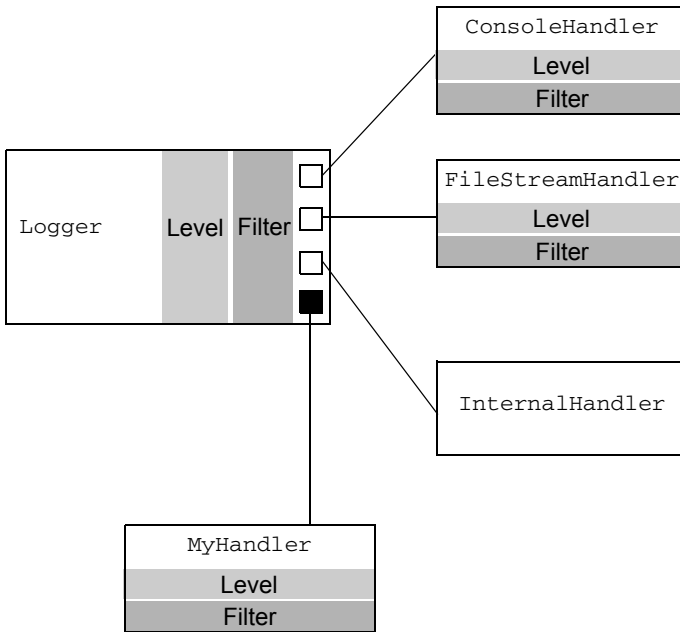 ConsoleHandler
Level
Filter
FileStreamHandler
Level
Filter
Logger
Level
Filter
InternalHandler
MyHandler
Level
Filter